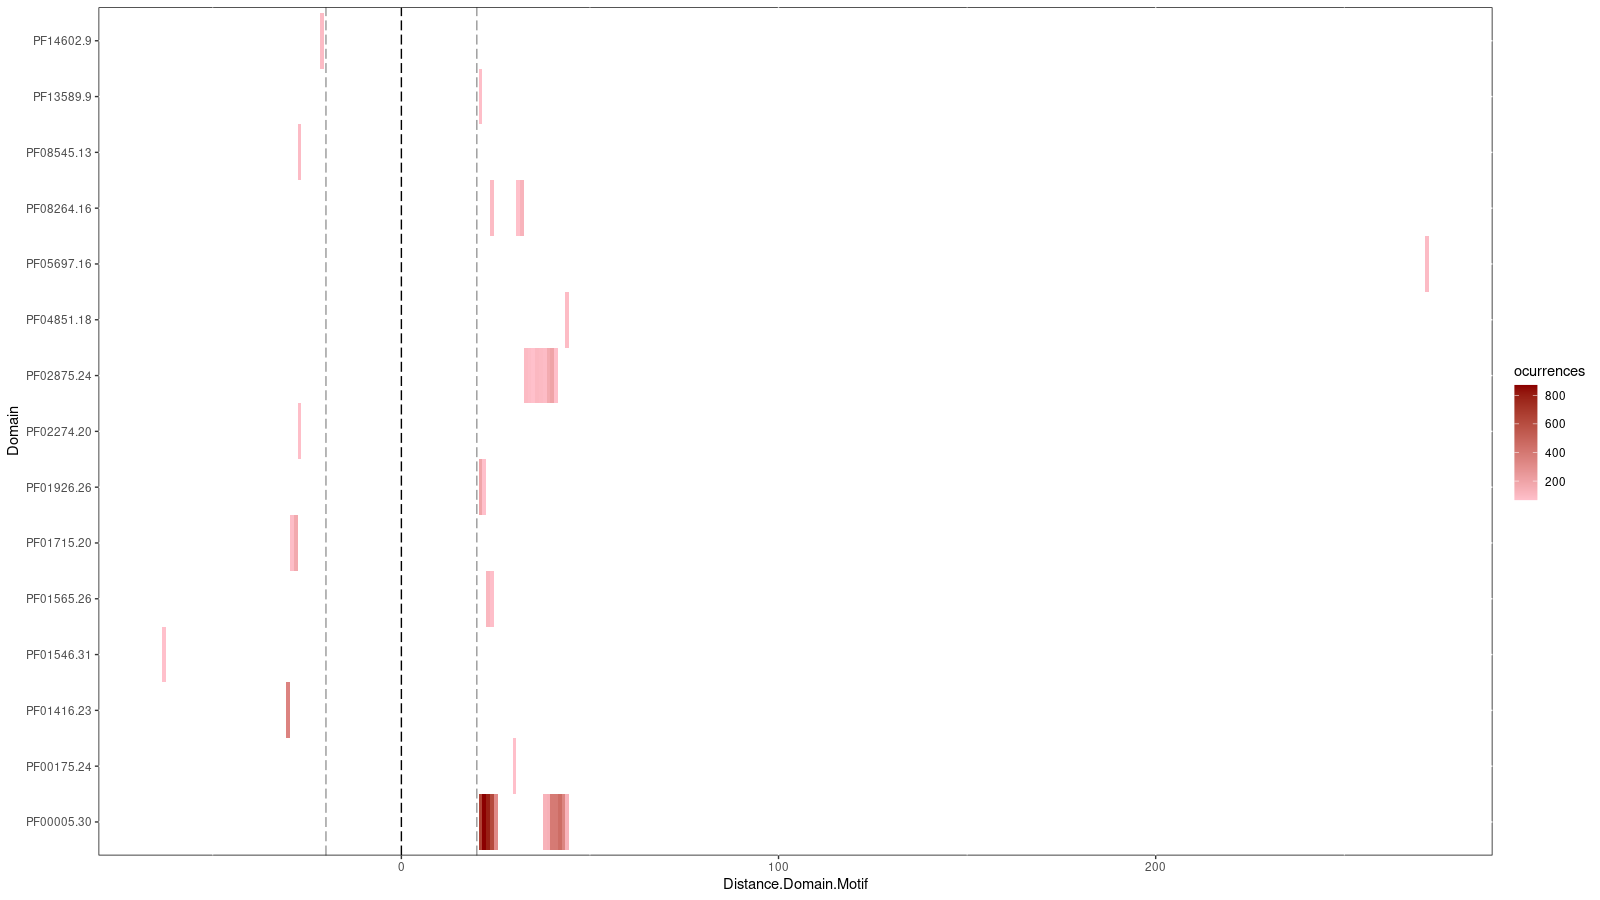 PF14602.9
PF13589.9
PF08545.13
PF08264.16
PF05697.16
PF04851.18
PF02875.24
PF02274.20
PF01926.26
PF01715.20
PF01565.26
PF01546.31
PF01416.23
PF00175.24
PF00005.30
Domain
0 100 200
Distance.Domain.Motif
ocurrences
800
600
400
200